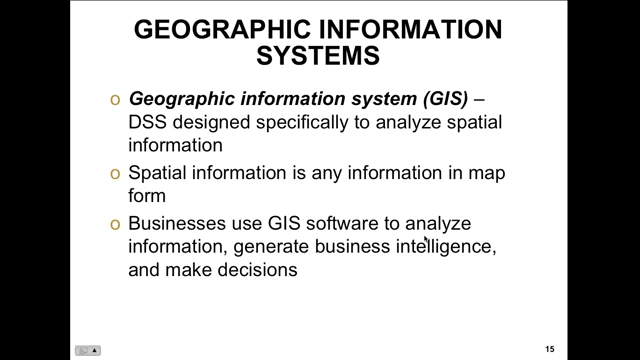 GEOGRAPHIC INFORMATION
SYSTEMS
o Geographic information system (GIS) –
DSS designed specifically to analyze spatial
information
o Spatial information is any information in map
form
o Businesses use GIS software to analyze
information, generate business intelligence,
and make decisions
15